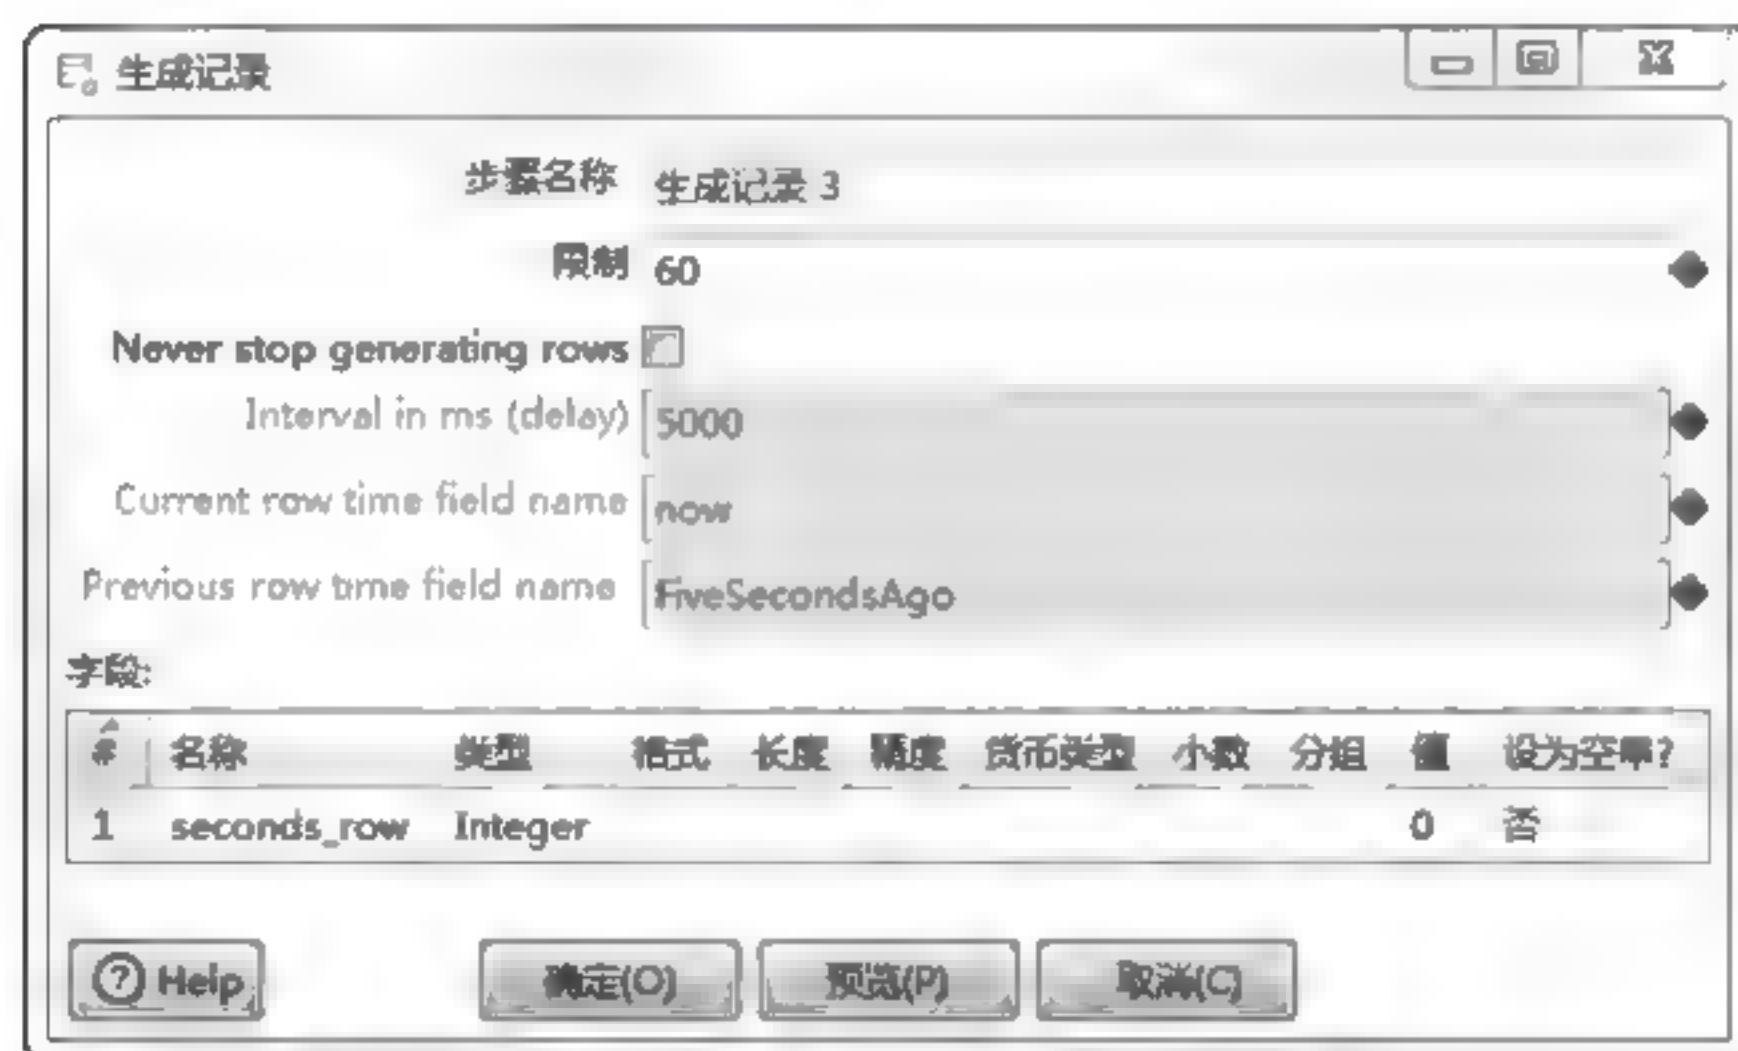 生成记录
步骤名称 生成记录 3
限制 60
Never stop generating rows
Interval in ms (delay) 5000
Current row time field name now
Previous row time field name FiveSecondsAgo
字段:
# 名称 类型 格式 长度 精度 货币类型 小数 分组 值 设为空串?
1 seconds_row Integer 0 否
Help 确定(O) 预览(P) 取消(C)